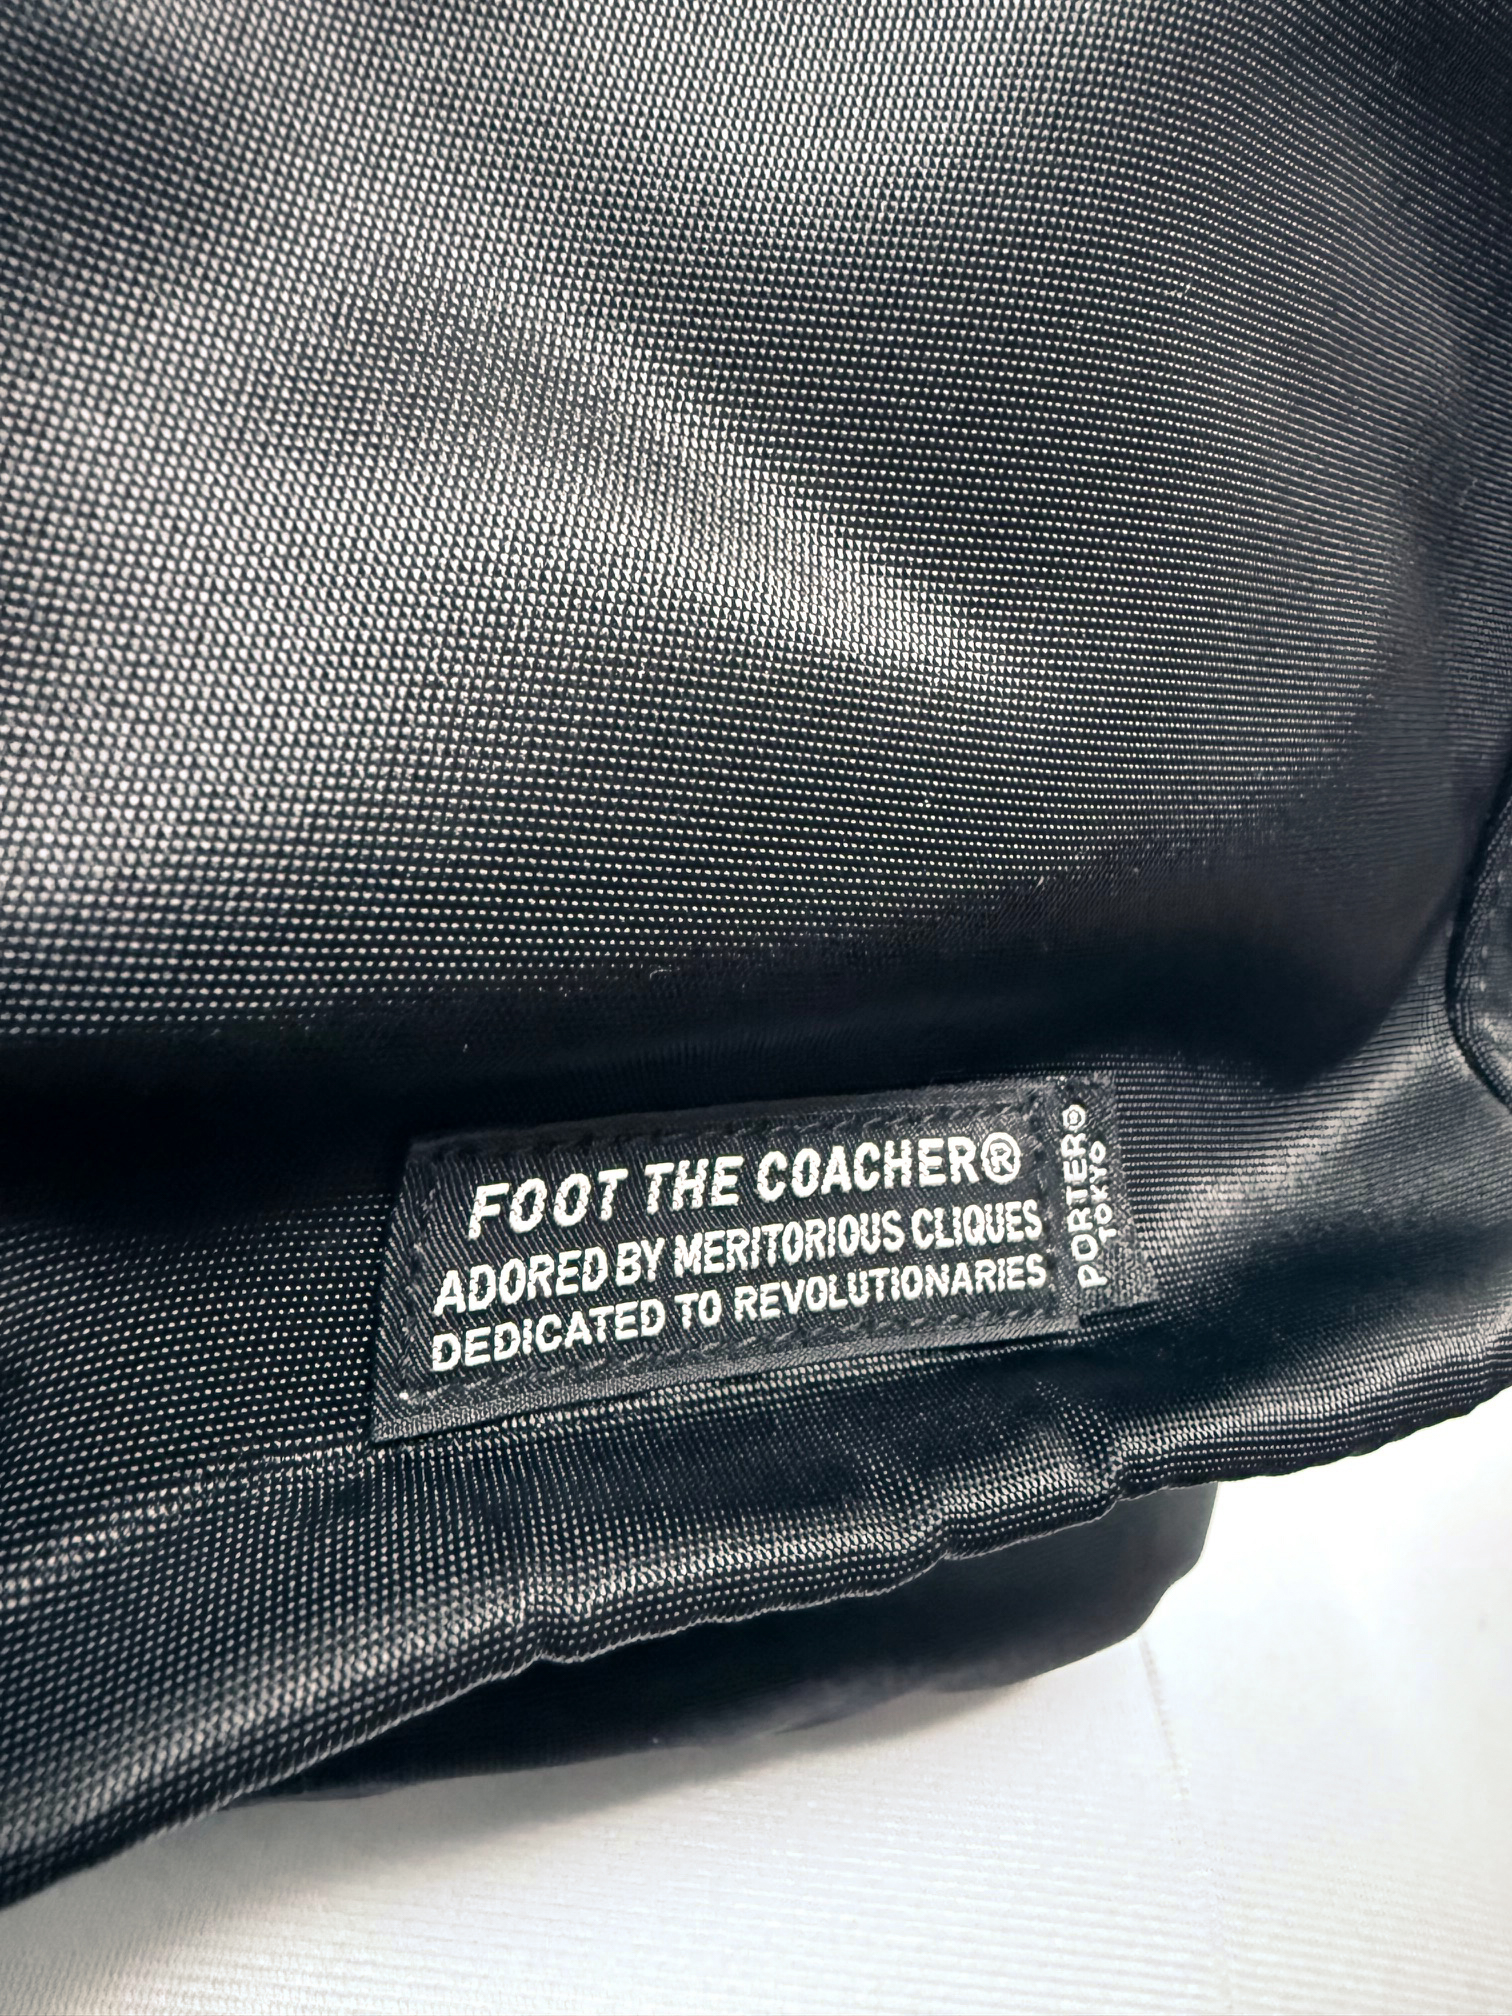 FOOT THE COACHER®
ADORED BY MERITORIOUS CLIQUES
DEDICATED TO REVOLUTIONARIES
PORTER®
TOKYO